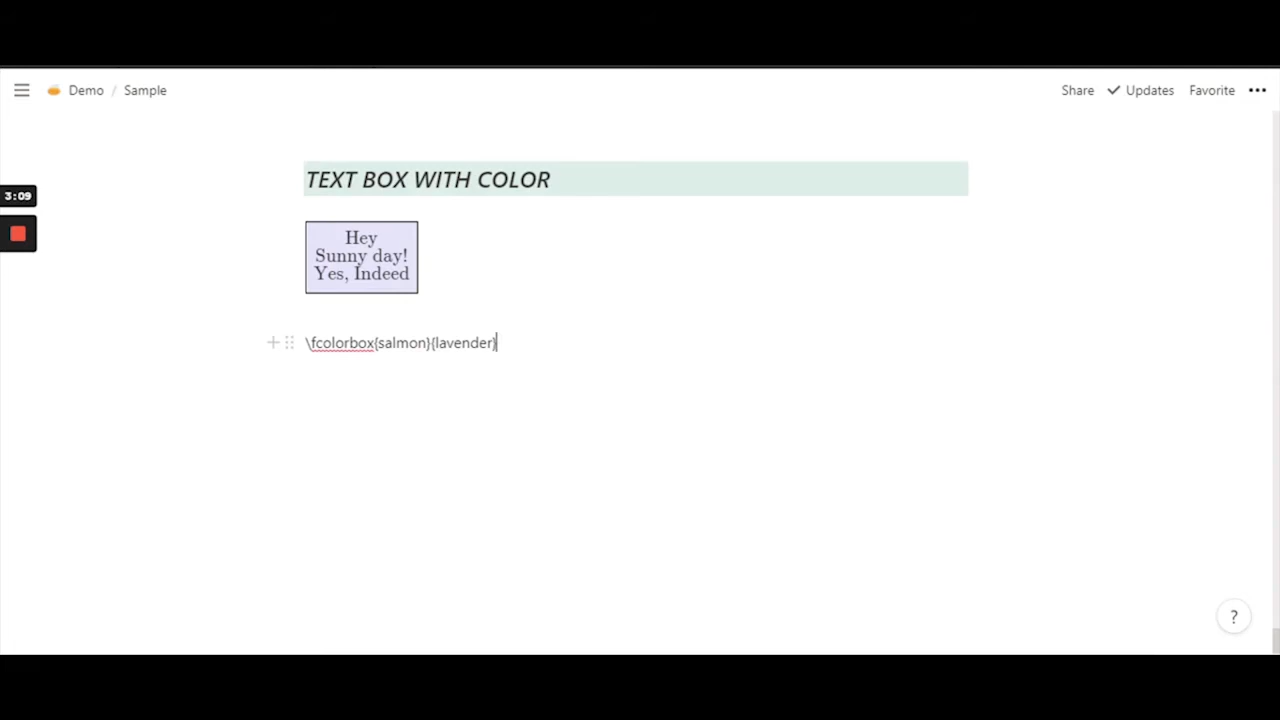 Demo / Sample
Share Updates Favorite
3:09
TEXT BOX WITH COLOR
Hey
Sunny day!
Yes, Indeed
\fcolorbox{salmon}{lavender}
?